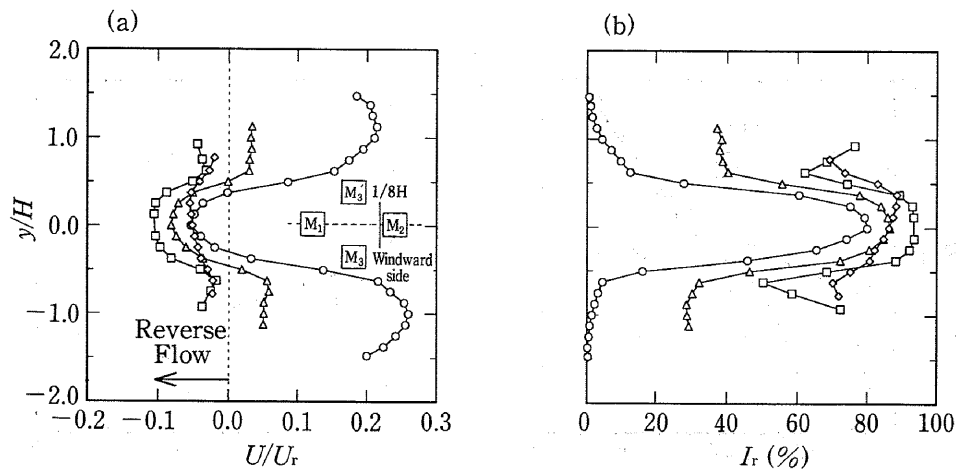 (a)
(b)
2.0
1.0
0.0
−1.0
−2.0
y/H
M₃′ 1/8H
M₁
M₂
M₃
Windward
side
Reverse
Flow
−0.2 −0.1 0.0 0.1 0.2 0.3
U/Uᵣ
0 20 40 60 80 100
Iᵣ (%)